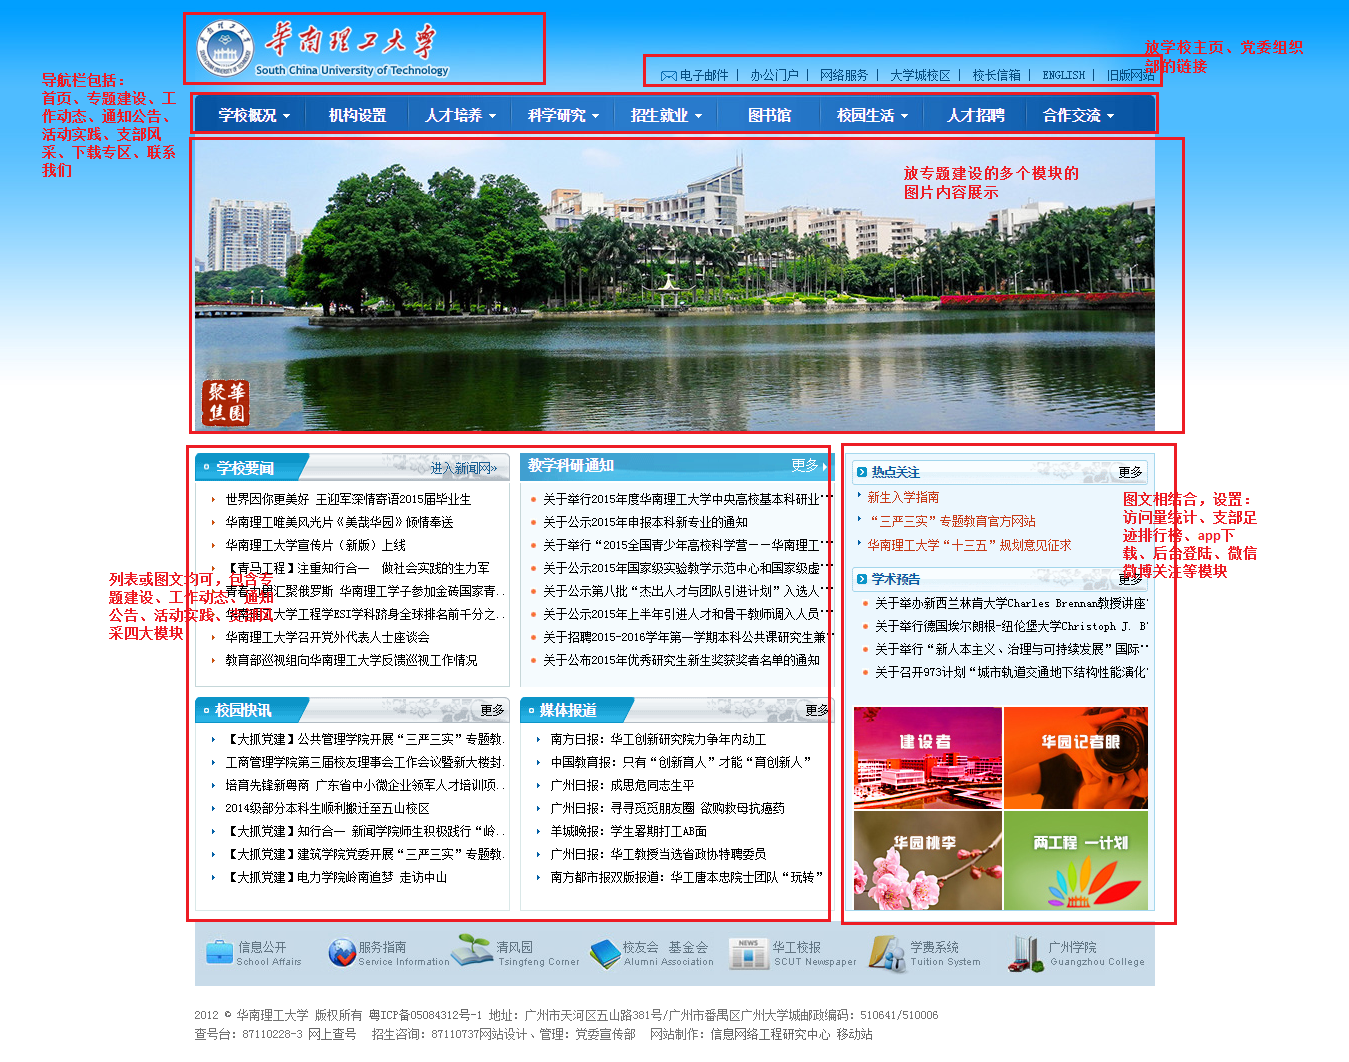 華南理工大学
South China University of Technology
放学校主页、党委组织
部的链接
电子邮件 | 办公门户 | 网络服务 | 大学城校区 | 校长信箱 | ENGLISH | 旧版网站
导航栏包括：
首页、专题建设、工
作动态、通知公告、
活动实践、支部风
采、下载专区、联系
我们
学校概况 机构设置 人才培养 科学研究 招生就业 图书馆 校园生活 人才招聘 合作交流
放专题建设的多个模块的
图片内容展示
聚焦
華園
学校要闻 进入新闻网»
世界因你更美好 王迎军深情寄语2015届毕业生
华南理工唯美风光片《美哉华园》倾情奉送
华南理工大学宣传片（新版）上线
【青马工程】注重知行合一 做社会实践的生力军
青春力量汇聚俄罗斯 华南理工学子参加金砖国家青..
华南理工大学工程学ESI学科跻身全球排名前千分之..
华南理工大学召开党外代表人士座谈会
教育部巡视组向华南理工大学反馈巡视工作情况
列表或图文均可，包含专
题建设、工作动态、通知
公告、活动实践、支部风
采四大模块
教学科研通知 更多
关于举行2015年度华南理工大学中央高校基本科研业…
关于公示2015年申报本科新专业的通知
关于举行“2015全国青少年高校科学营——华南理工…
关于公示2015年国家级实验教学示范中心和国家级虚…
关于公示第八批“杰出人才与团队引进计划”入选人…
关于公示2015年上半年引进人才和骨干教师调入人员…
关于招聘2015-2016学年第一学期本科公共课研究生兼…
关于公布2015年优秀研究生新生奖获奖者名单的通知
热点关注 更多
新生入学指南
“三严三实”专题教育官方网站
华南理工大学“十三五”规划意见征求
图文相结合，设置：
访问量统计、支部足
迹排行榜、app下
载、后台登陆、微信
微博关注等模块
学术预告 更多
关于举办新西兰林肯大学Charles Brennan教授讲座
关于举行德国埃尔朗根-纽伦堡大学Christoph J. B
关于举行“新人本主义、治理与可持续发展”国际…
关于召开973计划“城市轨道交通地下结构性能演化
校园快讯 更多
【大抓党建】公共管理学院开展“三严三实”专题教.
工商管理学院第三届校友理事会工作会议暨新大楼封.
培育先锋新粤商 广东省中小微企业领军人才培训项..
2014级部分本科生顺利搬迁至五山校区
【大抓党建】知行合一 新闻学院师生积极践行“岭..
【大抓党建】建筑学院党委开展“三严三实”专题教.
【大抓党建】电力学院岭南追梦 走访中山
媒体报道 更多
南方日报：华工创新研究院力争年内动工
中国教育报：只有“创新育人”才能“育创新人”
广州日报：成思危同志生平
广州日报：寻寻觅觅朋友圈 欲购救母抗癌药
羊城晚报：学生署期打工AB面
广州日报：华工教授当选省政协特聘委员
南方都市报双版报道：华工唐本忠院士团队“玩转”
建设者
华园记者眼
华园桃李
两工程 一计划
信息公开 服务指南 清风园 校友会 基金会 华工校报 学费系统 广州学院
School Affairs Service Information Tsingfeng Corner Alumni Association NEWS SCUT Newspaper Tuition System Guangzhou College
2012 © 华南理工大学 版权所有 粤ICP备05084312号-1 地址：广州市天河区五山路381号/广州市番禺区广州大学城邮政编码：510641/510006
查号台：87110228-3 网上查号 招生咨询：87110737网站设计、管理：党委宣传部 网站制作：信息网络工程研究中心 移动站